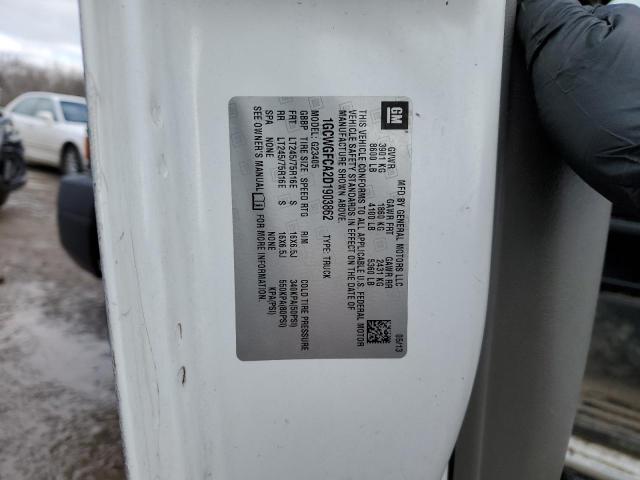 GM
MFD BY GENERAL MOTORS LLC 05/13
GVWR GAWR FRT GAWR RR
3901 KG 1860 KG 2431 KG
8600 LB 4100 LB 5360 LB
THIS VEHICLE CONFORMS TO ALL APPLICABLE U.S. FEDERAL MOTOR
VEHICLE SAFETY STANDARDS IN EFFECT ON THE DATE OF
MANUFACTURE SHOWN ABOVE.
1GCWGFCA2D1903862 TYPE: TRUCK
MODEL: G23405
GBBP TIRE SIZE SPEED RTG RIM COLD TIRE PRESSURE
FRT LT245/75R16E S 16X6.5J 340KPA(50PSI)
RR LT245/75R16E S 16X6.5J 550KPA(80PSI)
SPA NONE NONE KPA(PSI)
SEE OWNER'S MANUAL FOR MORE INFORMATION.